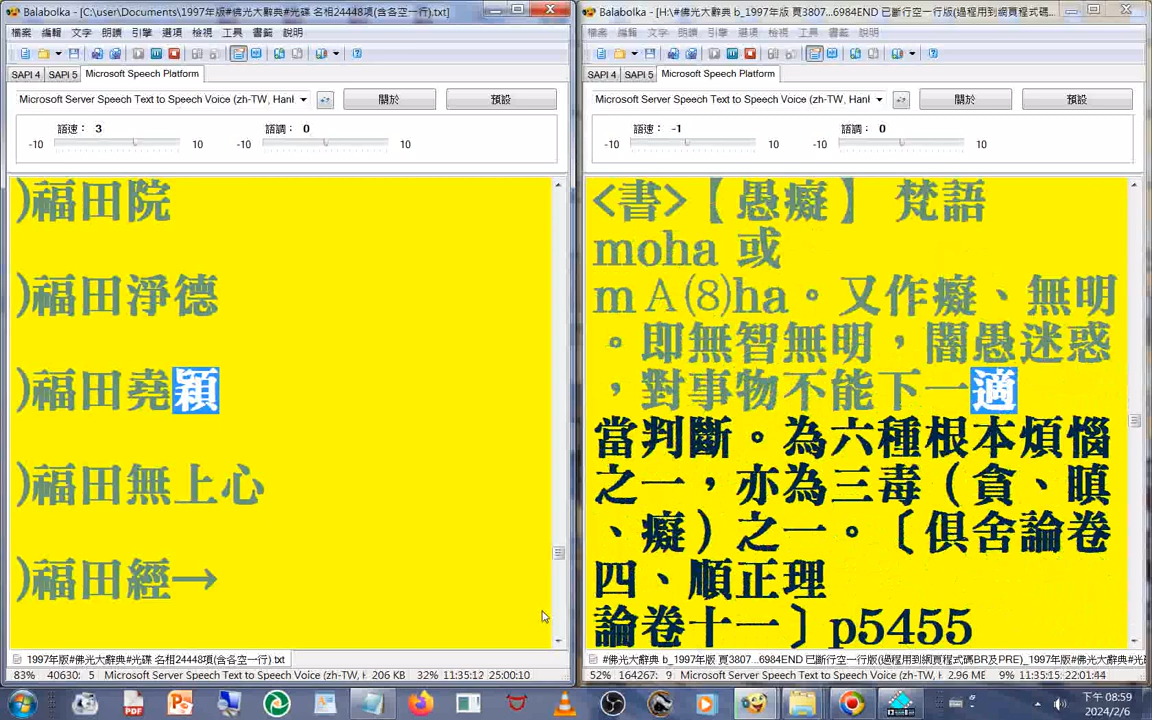 Balabolka - [C:\user\Documents\1997年版#佛光大辭典#光碟 名相24448項(含各空一行).txt]
檔案 編輯 文字 朗讀 引擎 選項 檢視 工具 書籤 說明
SAPI 4 SAPI 5 Microsoft Speech Platform
Microsoft Server Speech Text to Speech Voice (zh-TW, Hanl
關於
預設
語速： 3
語調： 0
-10 10 -10 10
)福田院
)福田淨德
)福田堯穎
)福田無上心
)福田經→
1997年版#佛光大辭典#光碟 名相24448項(含各空一行).txt
83% 40630: 5 Microsoft Server Speech Text to Speech Voice (zh-TW, H 206 KB 11:35:12 25:00:10
Balabolka - [H:\#佛光大辭典 b_1997年版 頁3807...6984END 已斷行空一行版(過程用到網頁程式碼...
檔案 編輯 文字 朗讀 引擎 選項 檢視 工具 書籤 說明
SAPI 4 SAPI 5 Microsoft Speech Platform
Microsoft Server Speech Text to Speech Voice (zh-TW, Hanl
關於
預設
語速： -1
語調： 0
-10 10 -10 10
<書>【愚癡】 梵語
moha 或
mＡ⑻ha。又作癡、無明
。即無智無明，闇愚迷惑
，對事物不能下一適
當判斷。為六種根本煩惱
之一，亦為三毒（貪、瞋
、癡）之一。〔俱舍論卷
四、順正理
論卷十一〕p5455
#佛光大辭典 b_1997年版 頁3807...6984END 已斷行空一行版(過程用到網頁程式碼BR及PRE)_1997年版#光
52% 164267: 9 Microsoft Server Speech Text to Speech Voice (zh-TW, H 2.96 ME 9% 11:35:15 22:01:44
下午 08:59
2024/2/6